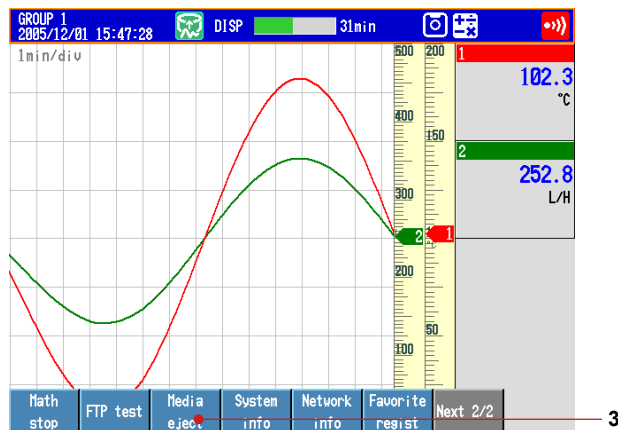 GROUP 1
2005/12/01 15:47:28
DISP
31min
1min/div
500
200
1
102.3
°C
400
150
2
252.8
L/H
300
2
1
200
50
100
Math stop
FTP test
Media eject
System info
Network info
Favorite regist
Next 2/2
3